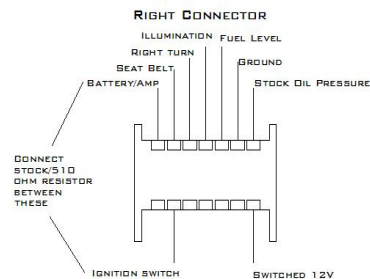 Right Connector
Illumination
Fuel Level
Right turn
Ground
Seat Belt
Battery/Amp
Stock Oil Pressure
Connect
stock/510
ohm resistor
between
these
Ignition switch
Switched 12V